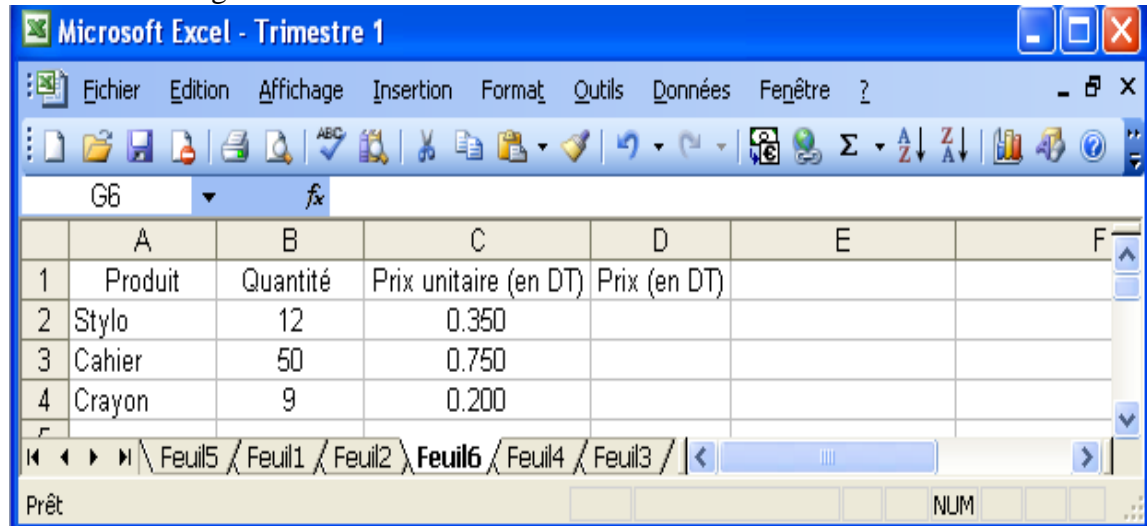 Microsoft Excel - Trimestre 1
Fichier Edition Affichage Insertion Format Outils Données Fenêtre ?
ABC Σ A Z Z A
G6 fx
A B C D E F
1 Produit Quantité Prix unitaire (en DT) Prix (en DT)
2 Stylo 12 0.350
3 Cahier 50 0.750
4 Crayon 9 0.200
Feuil5 Feuil1 Feuil2 Feuil6 Feuil4 Feuil3
Prêt NUM